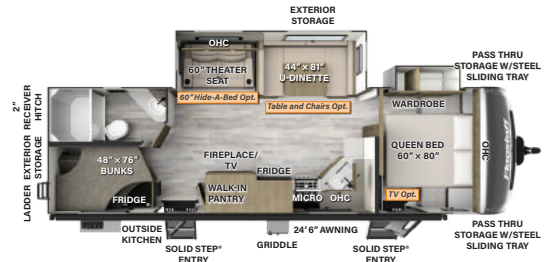 EXTERIOR
STORAGE
OHC
60" THEATER
SEAT
60" Hide-A-Bed Opt.
44" x 81"
U-DINETTE
Table and Chairs Opt.
PASS THRU
STORAGE W/STEEL
SLIDING TRAY
WARDROBE
QUEEN BED
60" x 80"
OHC
TV Opt.
2"
LADDER EXTERIOR RECEIVER
STORAGE HITCH
48" x 76"
BUNKS
FRIDGE
FIREPLACE/
TV
FRIDGE
WALK-IN
PANTRY
MICRO
OHC
OUTSIDE
KITCHEN
SOLID STEP®
ENTRY
GRIDDLE
24' 6" AWNING
SOLID STEP®
ENTRY
PASS THRU
STORAGE W/STEEL
SLIDING TRAY
Flagstaff